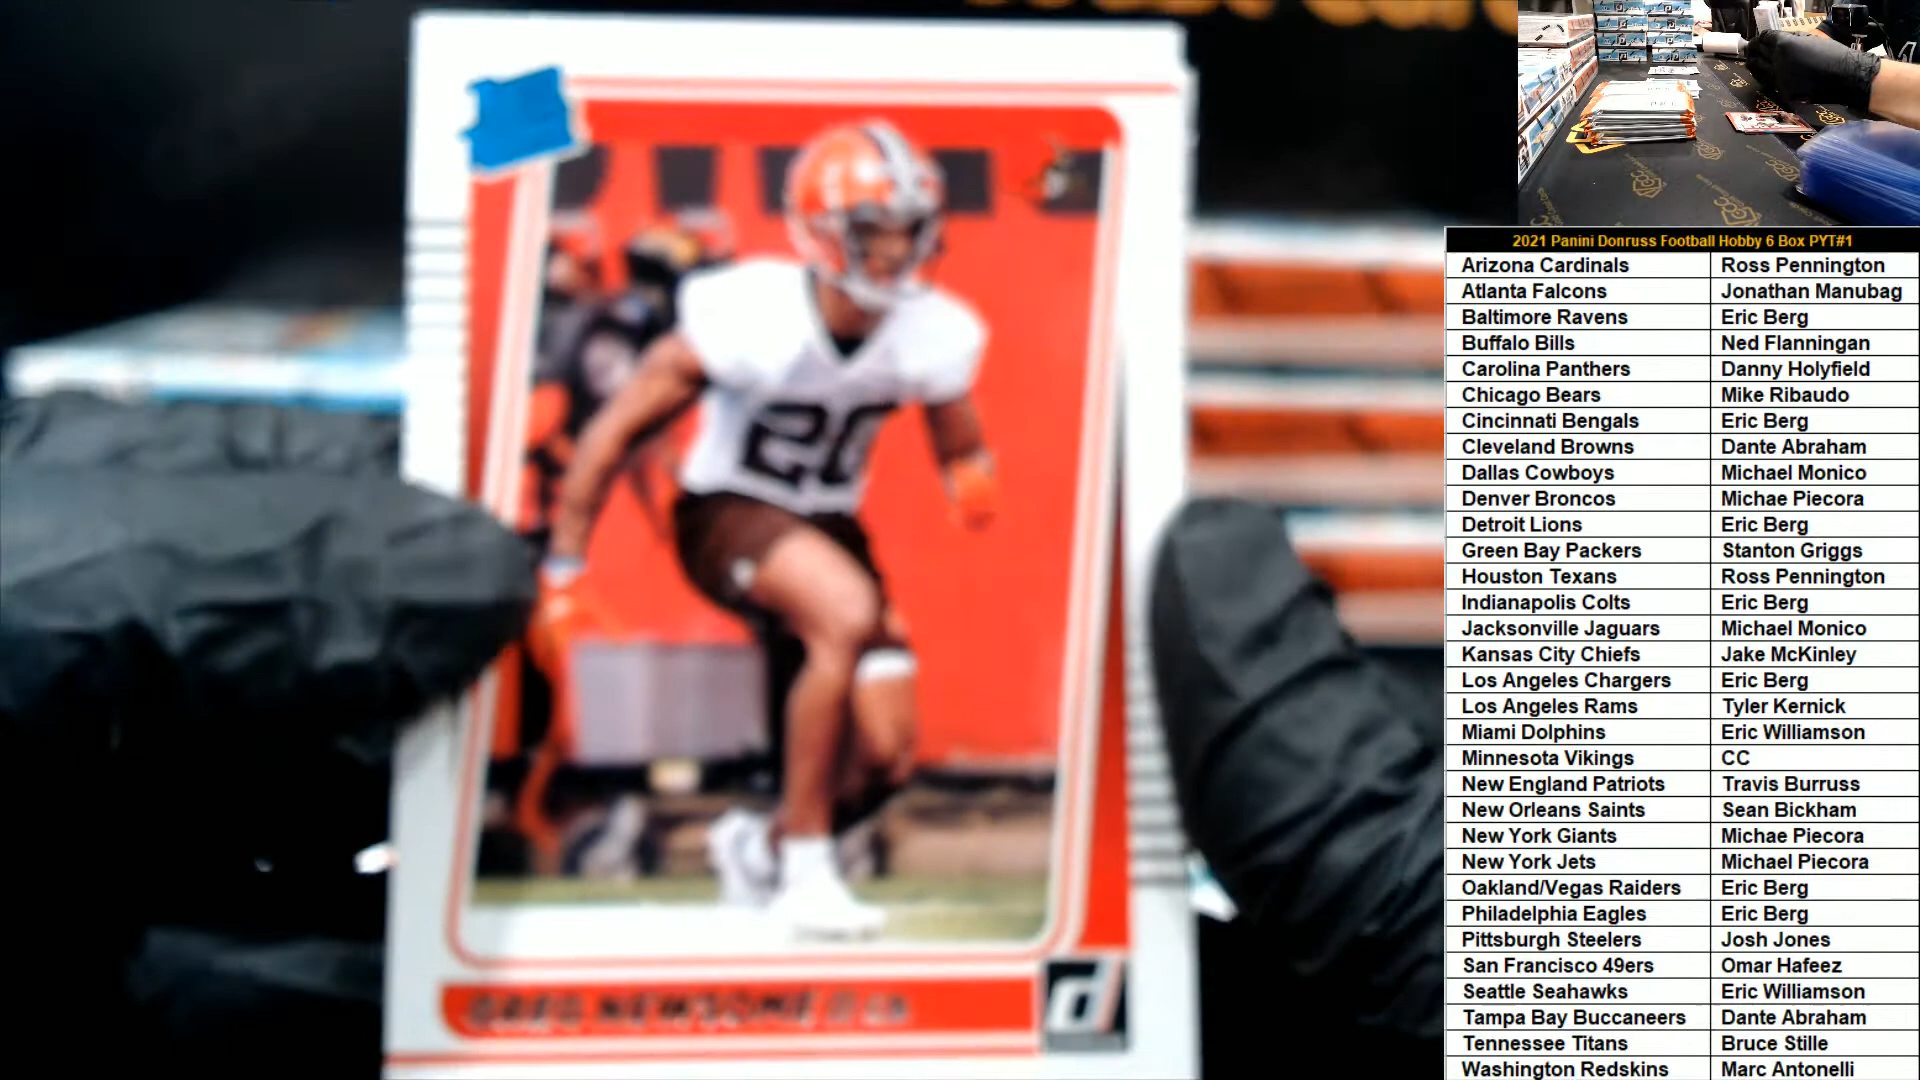 20
GREG NEWSOME II CB
d
2021 Panini Donruss Football Hobby 6 Box PYT#1
Arizona Cardinals Ross Pennington
Atlanta Falcons Jonathan Manubag
Baltimore Ravens Eric Berg
Buffalo Bills Ned Flanningan
Carolina Panthers Danny Holyfield
Chicago Bears Mike Ribaudo
Cincinnati Bengals Eric Berg
Cleveland Browns Dante Abraham
Dallas Cowboys Michael Monico
Denver Broncos Michae Piecora
Detroit Lions Eric Berg
Green Bay Packers Stanton Griggs
Houston Texans Ross Pennington
Indianapolis Colts Eric Berg
Jacksonville Jaguars Michael Monico
Kansas City Chiefs Jake McKinley
Los Angeles Chargers Eric Berg
Los Angeles Rams Tyler Kernick
Miami Dolphins Eric Williamson
Minnesota Vikings CC
New England Patriots Travis Burruss
New Orleans Saints Sean Bickham
New York Giants Michae Piecora
New York Jets Michael Piecora
Oakland/Vegas Raiders Eric Berg
Philadelphia Eagles Eric Berg
Pittsburgh Steelers Josh Jones
San Francisco 49ers Omar Hafeez
Seattle Seahawks Eric Williamson
Tampa Bay Buccaneers Dante Abraham
Tennessee Titans Bruce Stille
Washington Redskins Marc Antonelli